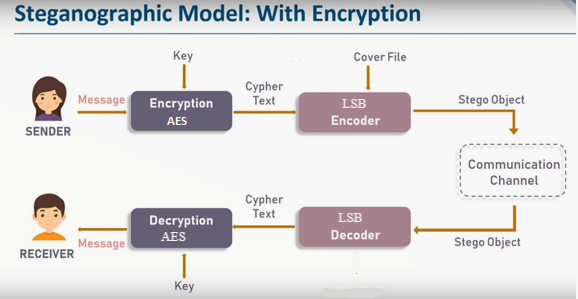 Steganographic Model: With Encryption
Key
Cover File
Message
Encryption
AES
Cypher
Text
LSB
Encoder
Stego Object
SENDER
Communication
Channel
Decryption
AES
Cypher
Text
LSB
Decoder
Message
Stego Object
RECEIVER
Key